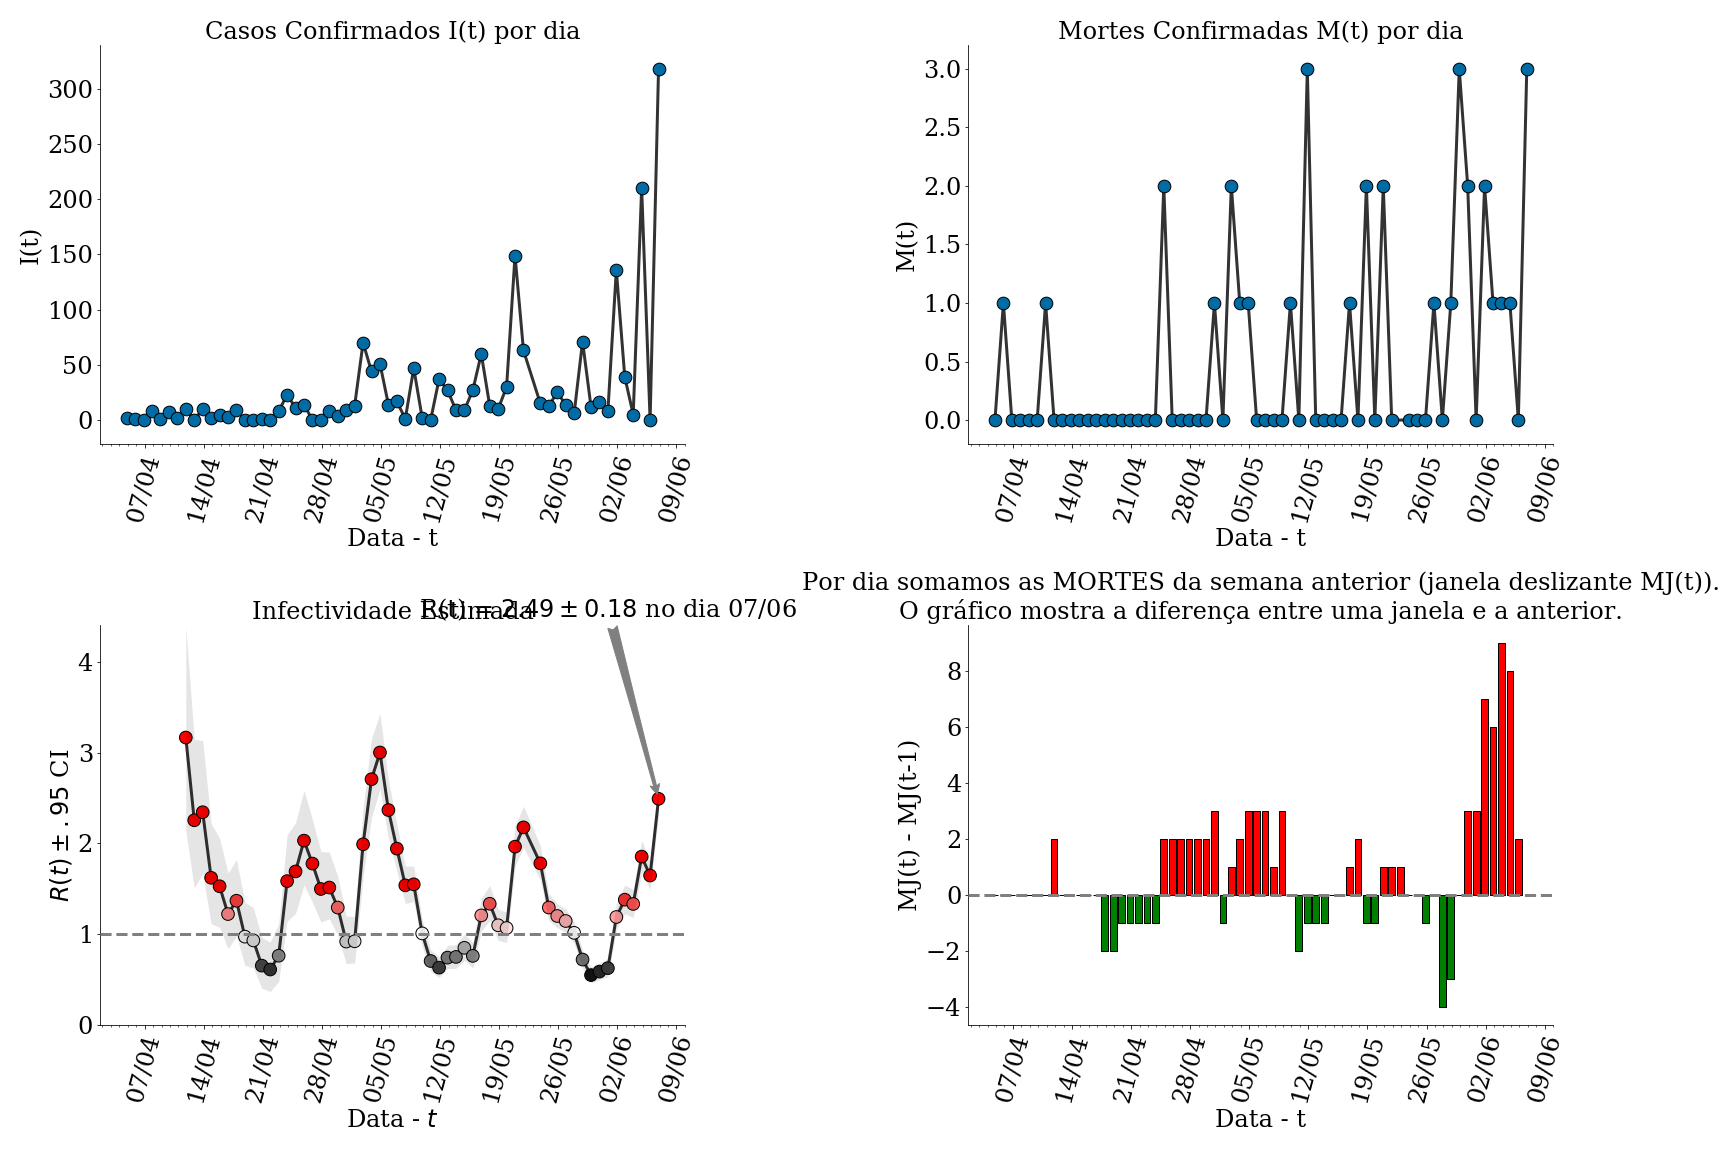 Casos Confirmados I(t) por dia
I(t)
300
250
200
150
100
50
0
07/04 14/04 21/04 28/04 05/05 12/05 19/05 26/05 02/06 09/06
Data - t
Mortes Confirmadas M(t) por dia
M(t)
3.0
2.5
2.0
1.5
1.0
0.5
0.0
07/04 14/04 21/04 28/04 05/05 12/05 19/05 26/05 02/06 09/06
Data - t
Infectividade Estimada
R(t) = 2.49 ± 0.18 no dia 07/06
R(t) ± .95 CI
4
3
2
1
0
07/04 14/04 21/04 28/04 05/05 12/05 19/05 26/05 02/06 09/06
Data - t
Por dia somamos as MORTES da semana anterior (janela deslizante MJ(t)).
O gráfico mostra a diferença entre uma janela e a anterior.
MJ(t) - MJ(t-1)
8
6
4
2
0
−2
−4
07/04 14/04 21/04 28/04 05/05 12/05 19/05 26/05 02/06 09/06
Data - t